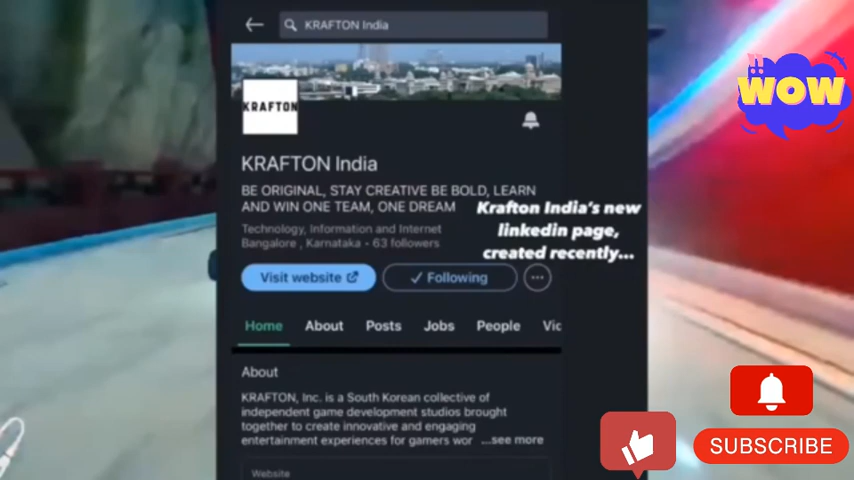 KRAFTON India
WOW
KRAFTON
KRAFTON India
BE ORIGINAL, STAY CREATIVE BE BOLD, LEARN
AND WIN ONE TEAM, ONE DREAM
Technology, Information and Internet
Bangalore , Karnataka • 63 followers
Krafton India's new
linkedin page,
created recently...
Visit website
✓ Following
Home About Posts Jobs People Vic
About
KRAFTON, Inc. is a South Korean collective of
independent game development studios brought
together to create innovative and engaging
entertainment experiences for gamers wor ...see more
Website
SUBSCRIBE